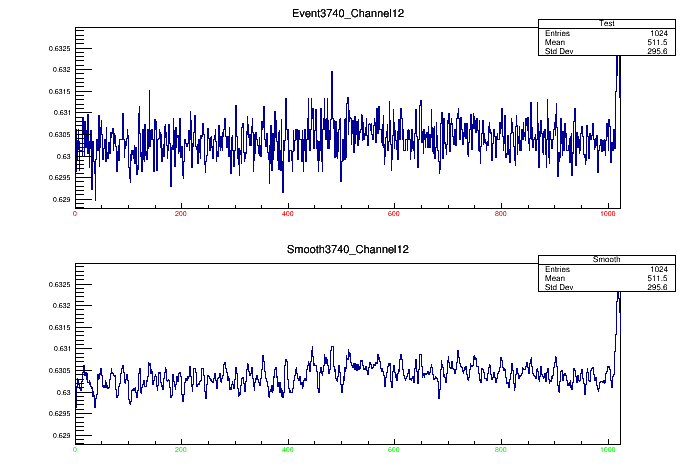 Event3740_Channel12
Test
Entries 1024
Mean 511.5
Std Dev 295.6
0.6325
0.632
0.6315
0.631
0.6305
0.63
0.6295
0.629
0 200 400 600 800 1000
Smooth3740_Channel12
Smooth
Entries 1024
Mean 511.5
Std Dev 295.6
0.6325
0.632
0.6315
0.631
0.6305
0.63
0.6295
0.629
0 200 400 600 800 1000